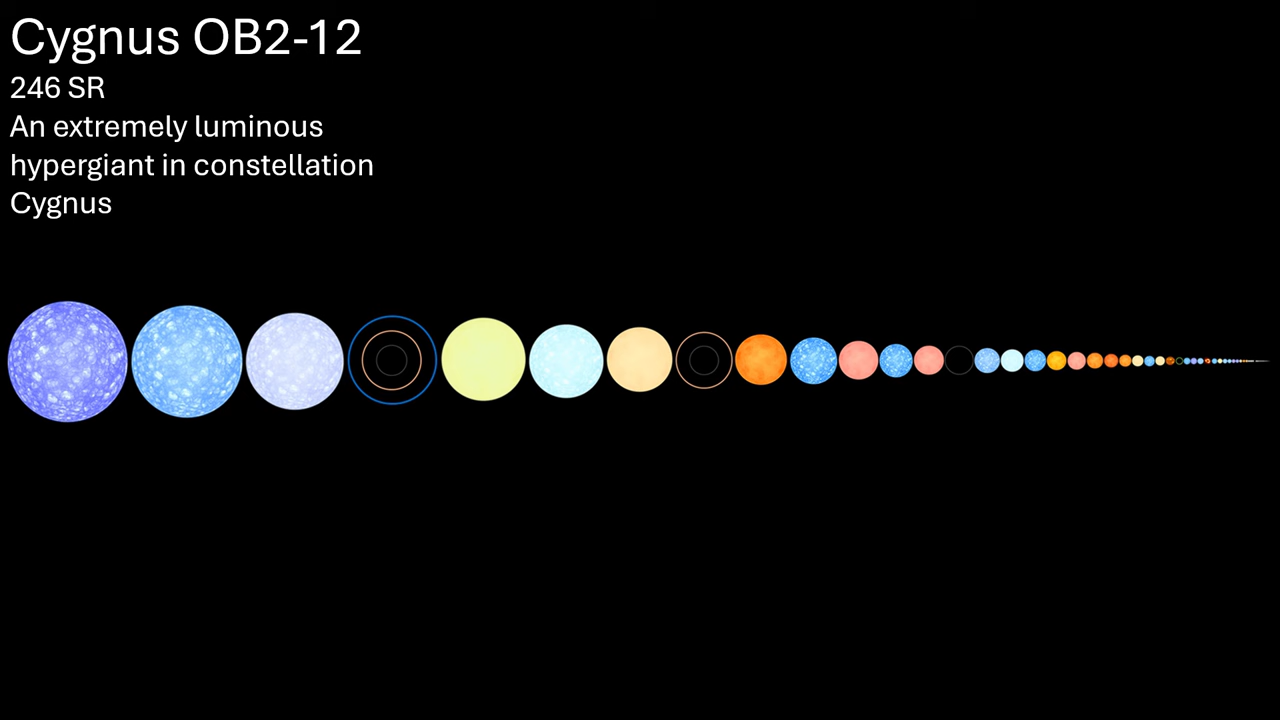 Cygnus OB2-12
246 SR
An extremely luminous
hypergiant in constellation
Cygnus